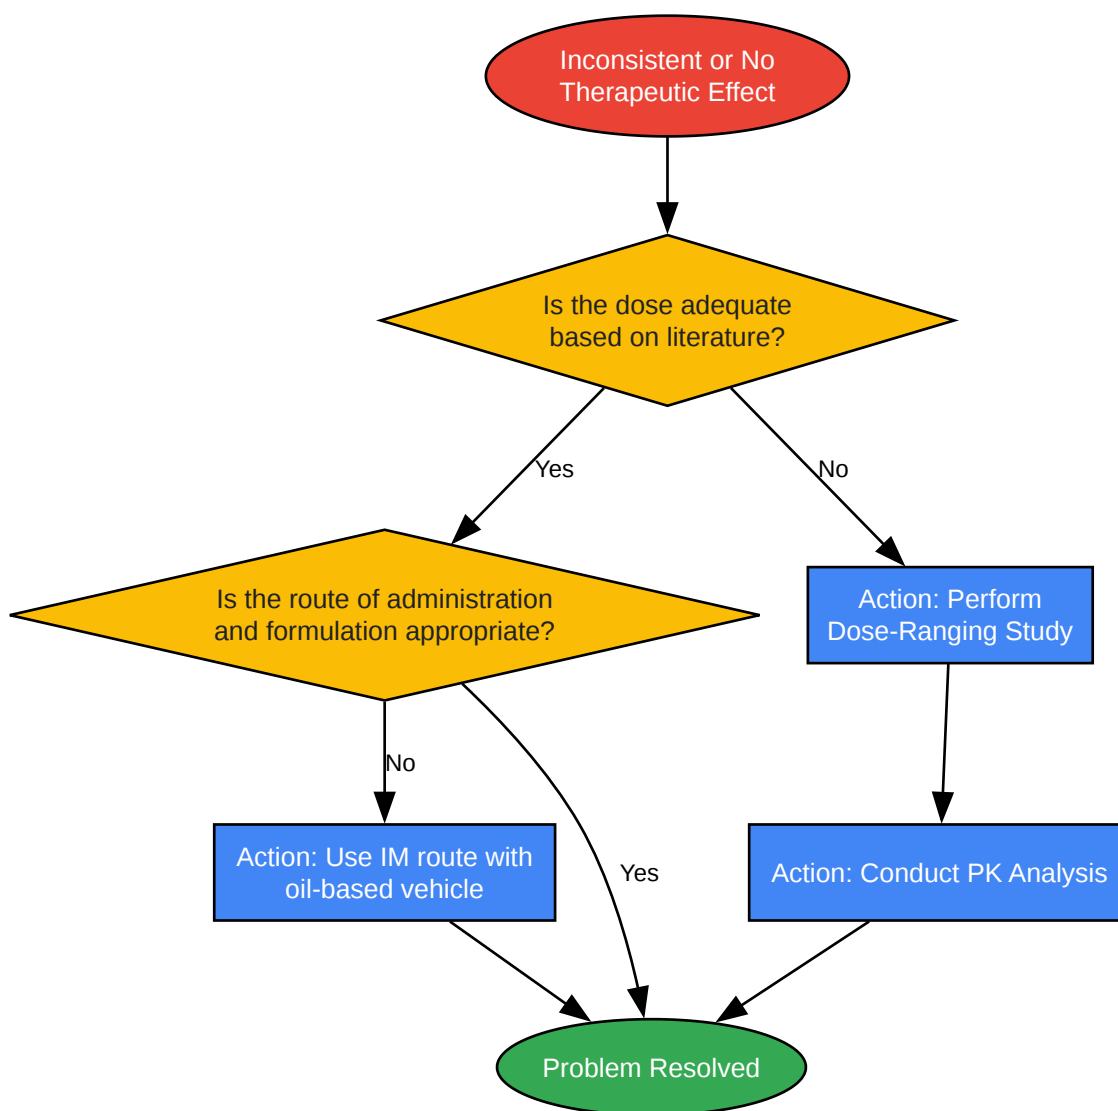 Inconsistent or No
Therapeutic Effect
Is the dose adequate
based on literature?
Yes
No
Is the route of administration
and formulation appropriate?
Action: Perform
Dose-Ranging Study
No
Action: Use IM route with
oil-based vehicle
Yes
Action: Conduct PK Analysis
Problem Resolved